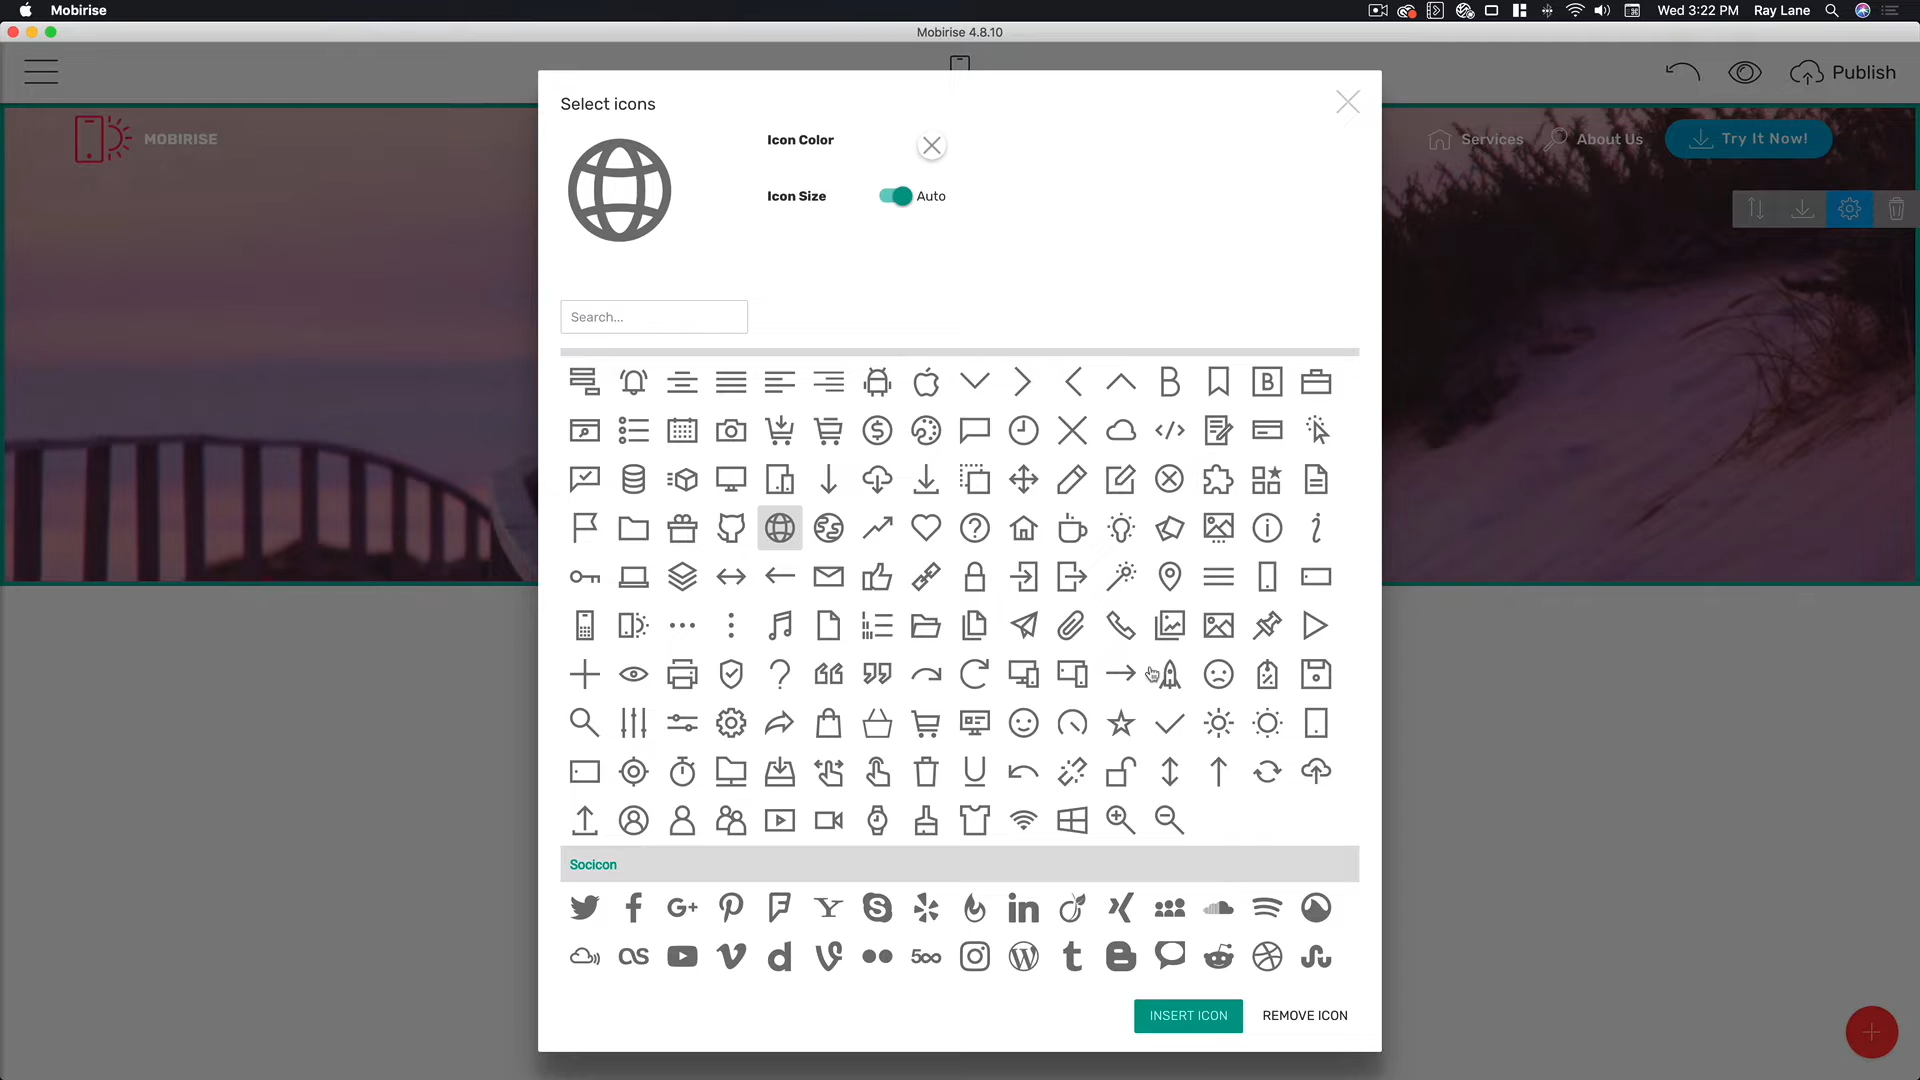 Mobirise
Wed 3:22 PM
Ray Lane
Mobirise 4.8.10
Publish
Select icons
MOBIRISE
Icon Color
Services
About Us
Try It Now!
Icon Size
Auto
Search...
Socicon
INSERT ICON
REMOVE ICON